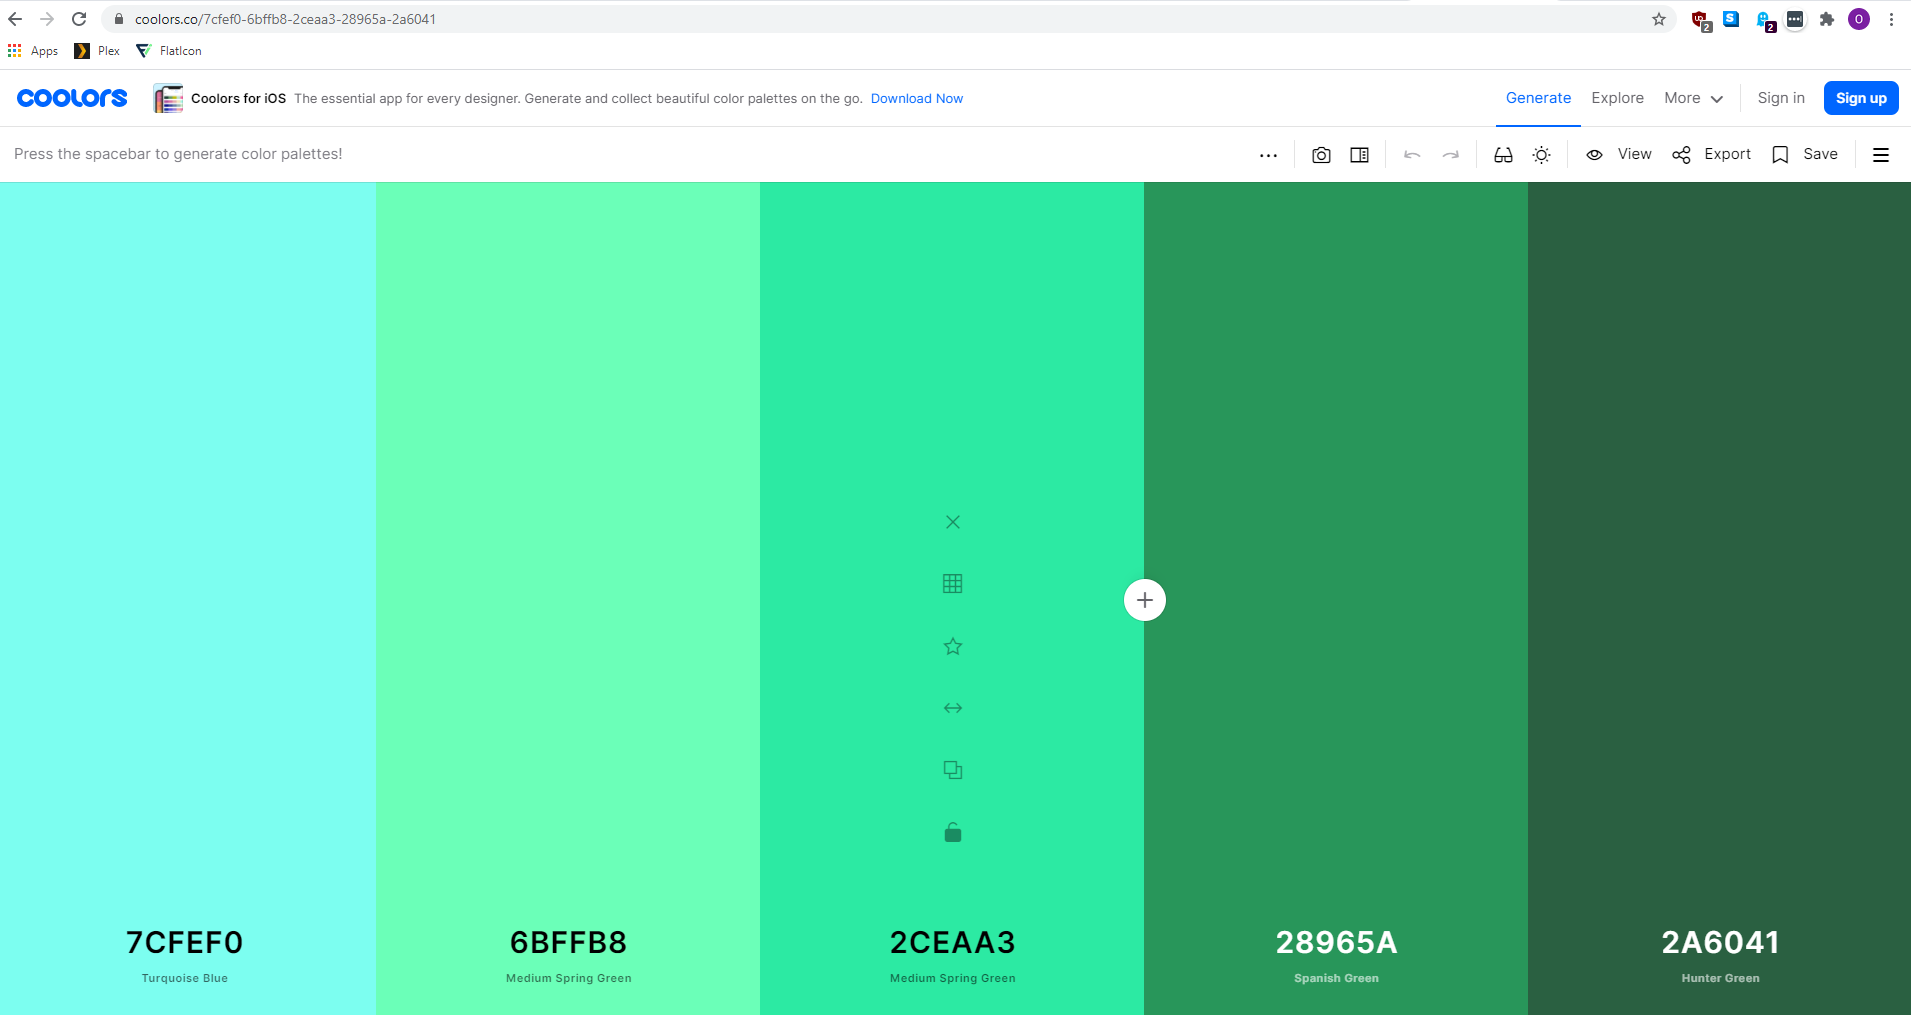 coolors.co/7cfef0-6bffb8-2ceaa3-28965a-2a6041
2 S 2 O
Apps Plex FlatIcon
coolors Coolors for iOS The essential app for every designer. Generate and collect beautiful color palettes on the go. Download Now Generate Explore More Sign in Sign up
Press the spacebar to generate color palettes! View Export Save
7CFEF0 6BFFB8 2CEAA3 28965A 2A6041
Turquoise Blue Medium Spring Green Medium Spring Green Spanish Green Hunter Green